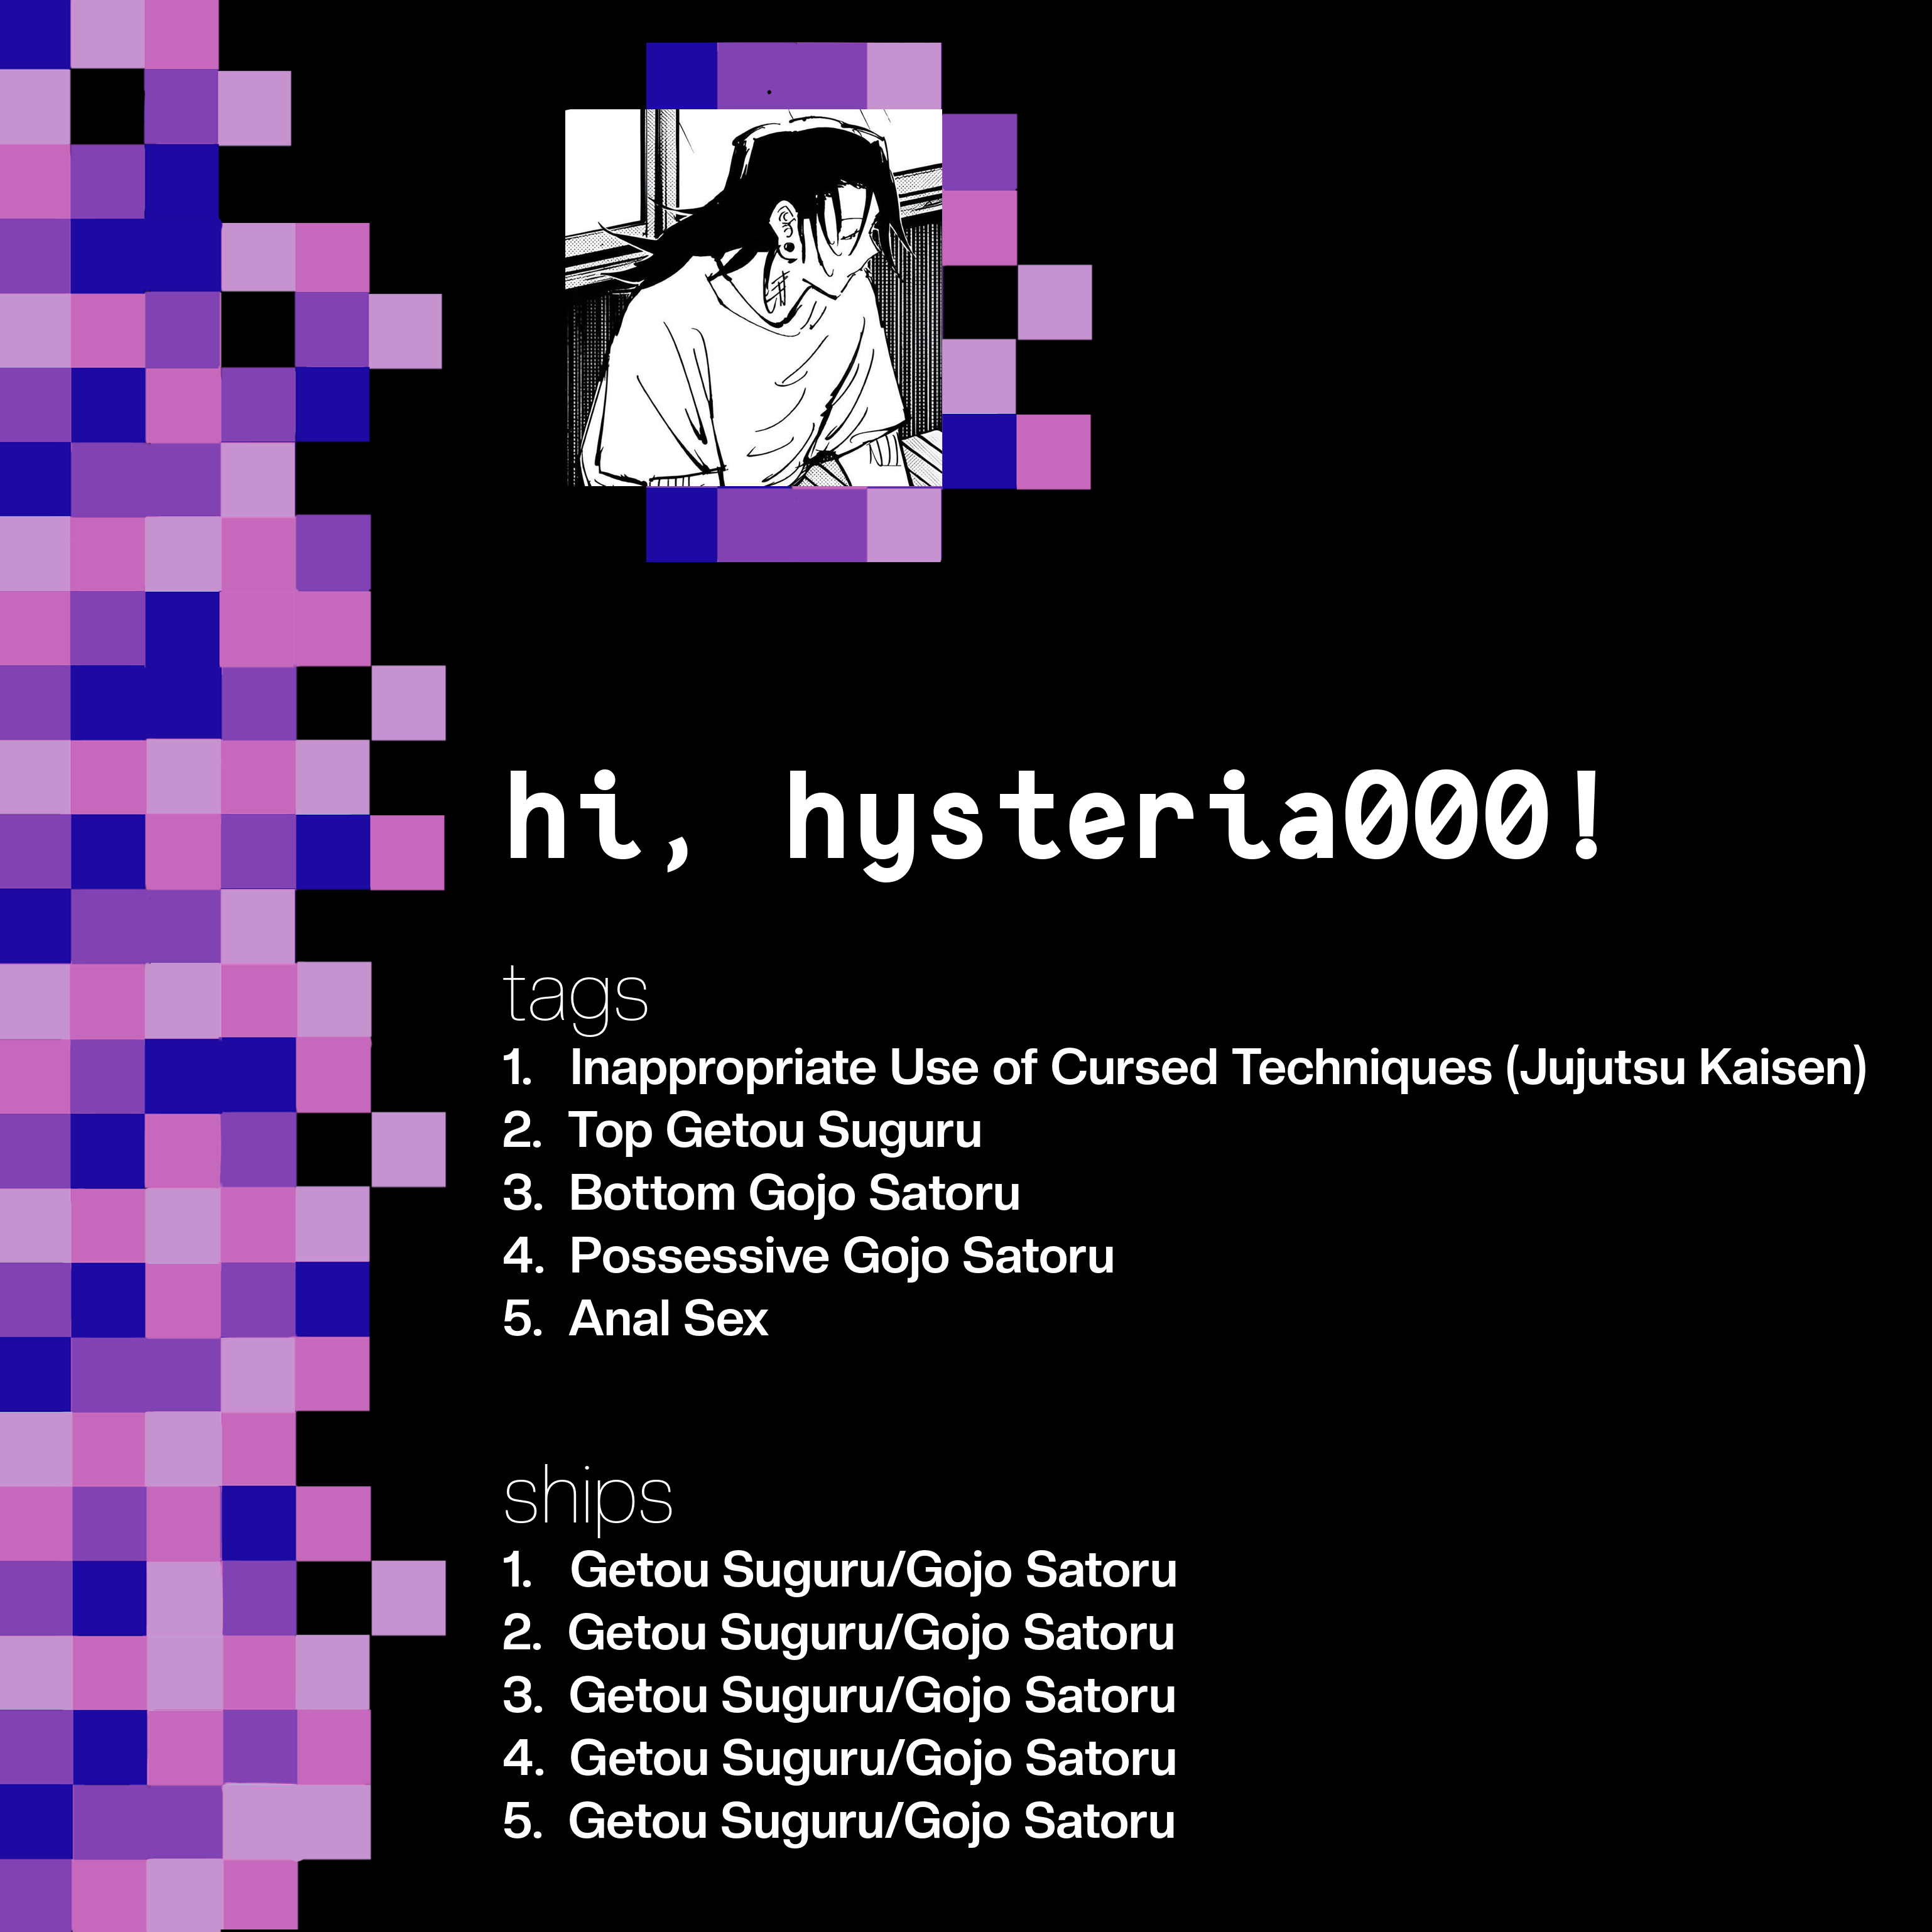 hi, hysteria000!
tags
1. Inappropriate Use of Cursed Techniques (Jujutsu Kaisen)
2. Top Getou Suguru
3. Bottom Gojo Satoru
4. Possessive Gojo Satoru
5. Anal Sex
ships
1. Getou Suguru/Gojo Satoru
2. Getou Suguru/Gojo Satoru
3. Getou Suguru/Gojo Satoru
4. Getou Suguru/Gojo Satoru
5. Getou Suguru/Gojo Satoru